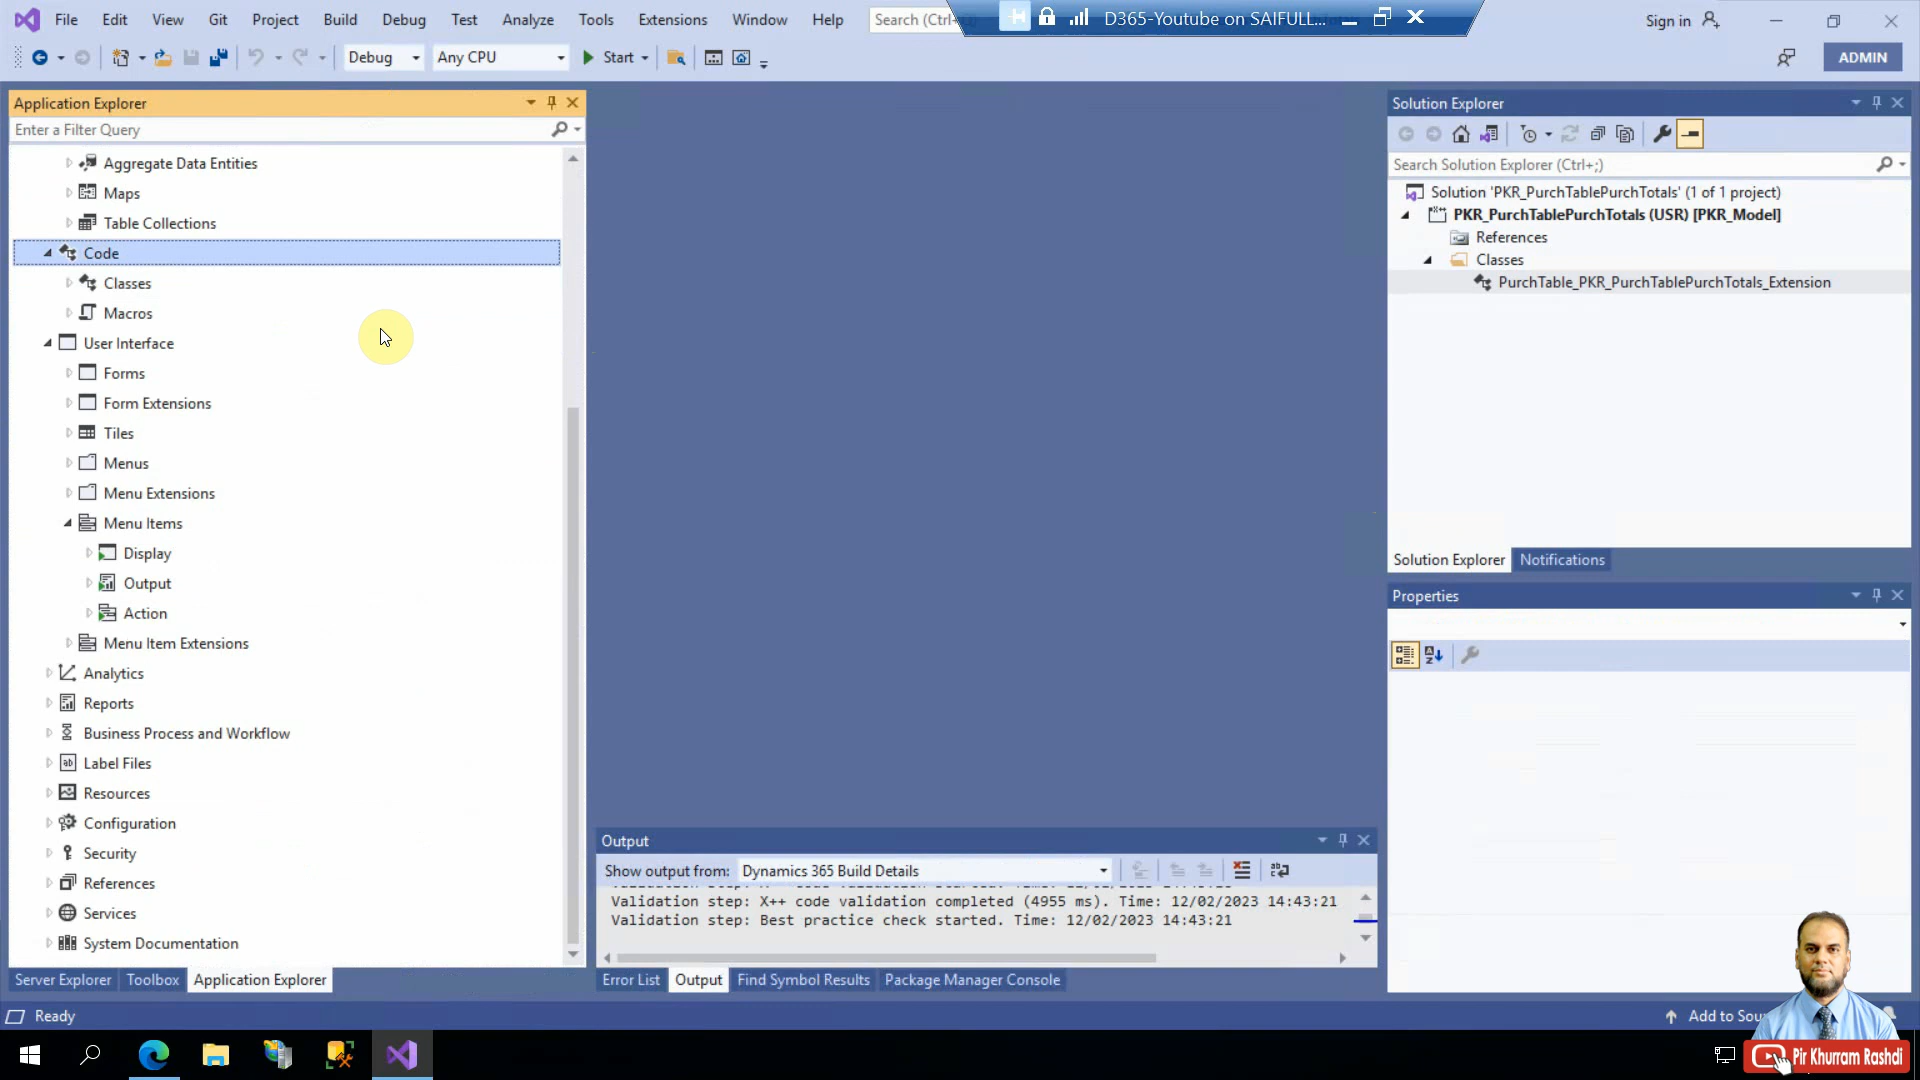 File Edit View Git Project Build Debug Test Analyze Tools Extensions Window Help Search (Ctrl+ D365-Youtube on SAIFULL... Sign in
Debug Any CPU Start ADMIN
Application Explorer
Enter a Filter Query
Aggregate Data Entities
Maps
Table Collections
Code
Classes
Macros
User Interface
Forms
Form Extensions
Tiles
Menus
Menu Extensions
Menu Items
Display
Output
Action
Menu Item Extensions
Analytics
Reports
Business Process and Workflow
Label Files
Resources
Configuration
Security
References
Services
System Documentation
Server Explorer Toolbox Application Explorer
Output
Show output from: Dynamics 365 Build Details
Validation step: X++ code validation completed (4955 ms). Time: 12/02/2023 14:43:21
Validation step: Best practice check started. Time: 12/02/2023 14:43:21
Error List Output Find Symbol Results Package Manager Console
Solution Explorer
Search Solution Explorer (Ctrl+;)
Solution 'PKR_PurchTablePurchTotals' (1 of 1 project)
PKR_PurchTablePurchTotals (USR) [PKR_Model]
References
Classes
PurchTable_PKR_PurchTablePurchTotals_Extension
Solution Explorer Notifications
Properties
Ready
Add to Sou
Pir Khurram Rashdi